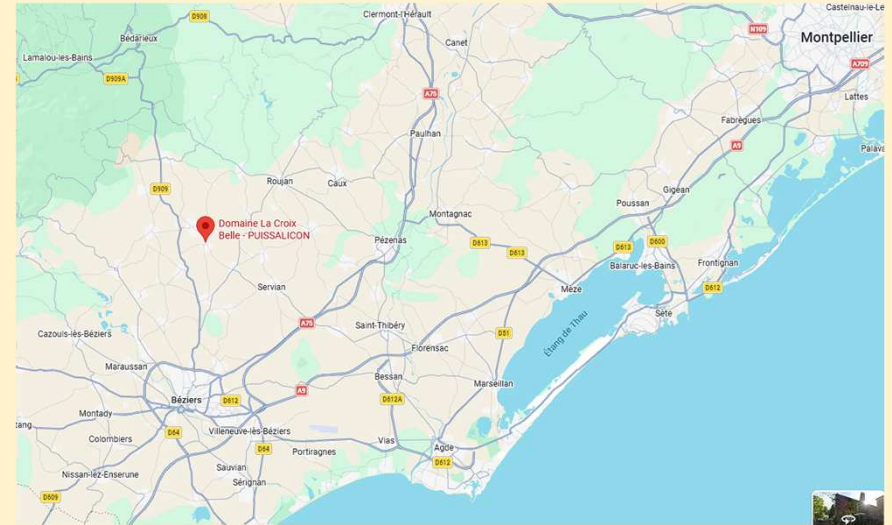 D908
Clermont-l'Hérault
Castelnau-le-Le
Bédarieux
Canet
N109
Montpellier
Lamalou-les-Bains
D909A
A75
A709
Lattes
Fabrègues
Paulhan
A9
Palava
D909
Roujan
Caux
Gigean
Poussan
Domaine La Croix
Belle - PUISSALICON
Montagnac
Pézenas
D613
D613
D613
D600
Balaruc-les-Bains
Frontignan
Servian
Mèze
D612
Sète
A75
Saint-Thibéry
Étang de Thau
Cazouls-lès-Béziers
D51
Florensac
Maraussan
Bessan
Marseillan
A9
Béziers
D612
D612A
Montady
tang
D64
Villeneuve-lès-Béziers
Colombiers
D64
Vias
Agde
Portiragnes
D612
Sauvian
Nissan-lez-Enserune
Sérignan
D609